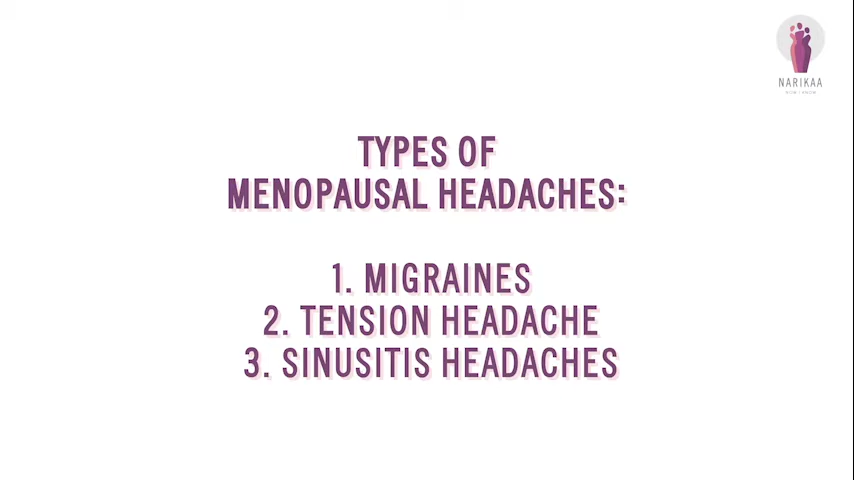 NARIKAA
TYPES OF
MENOPAUSAL HEADACHES:
1. MIGRAINES
2. TENSION HEADACHE
3. SINUSITIS HEADACHES